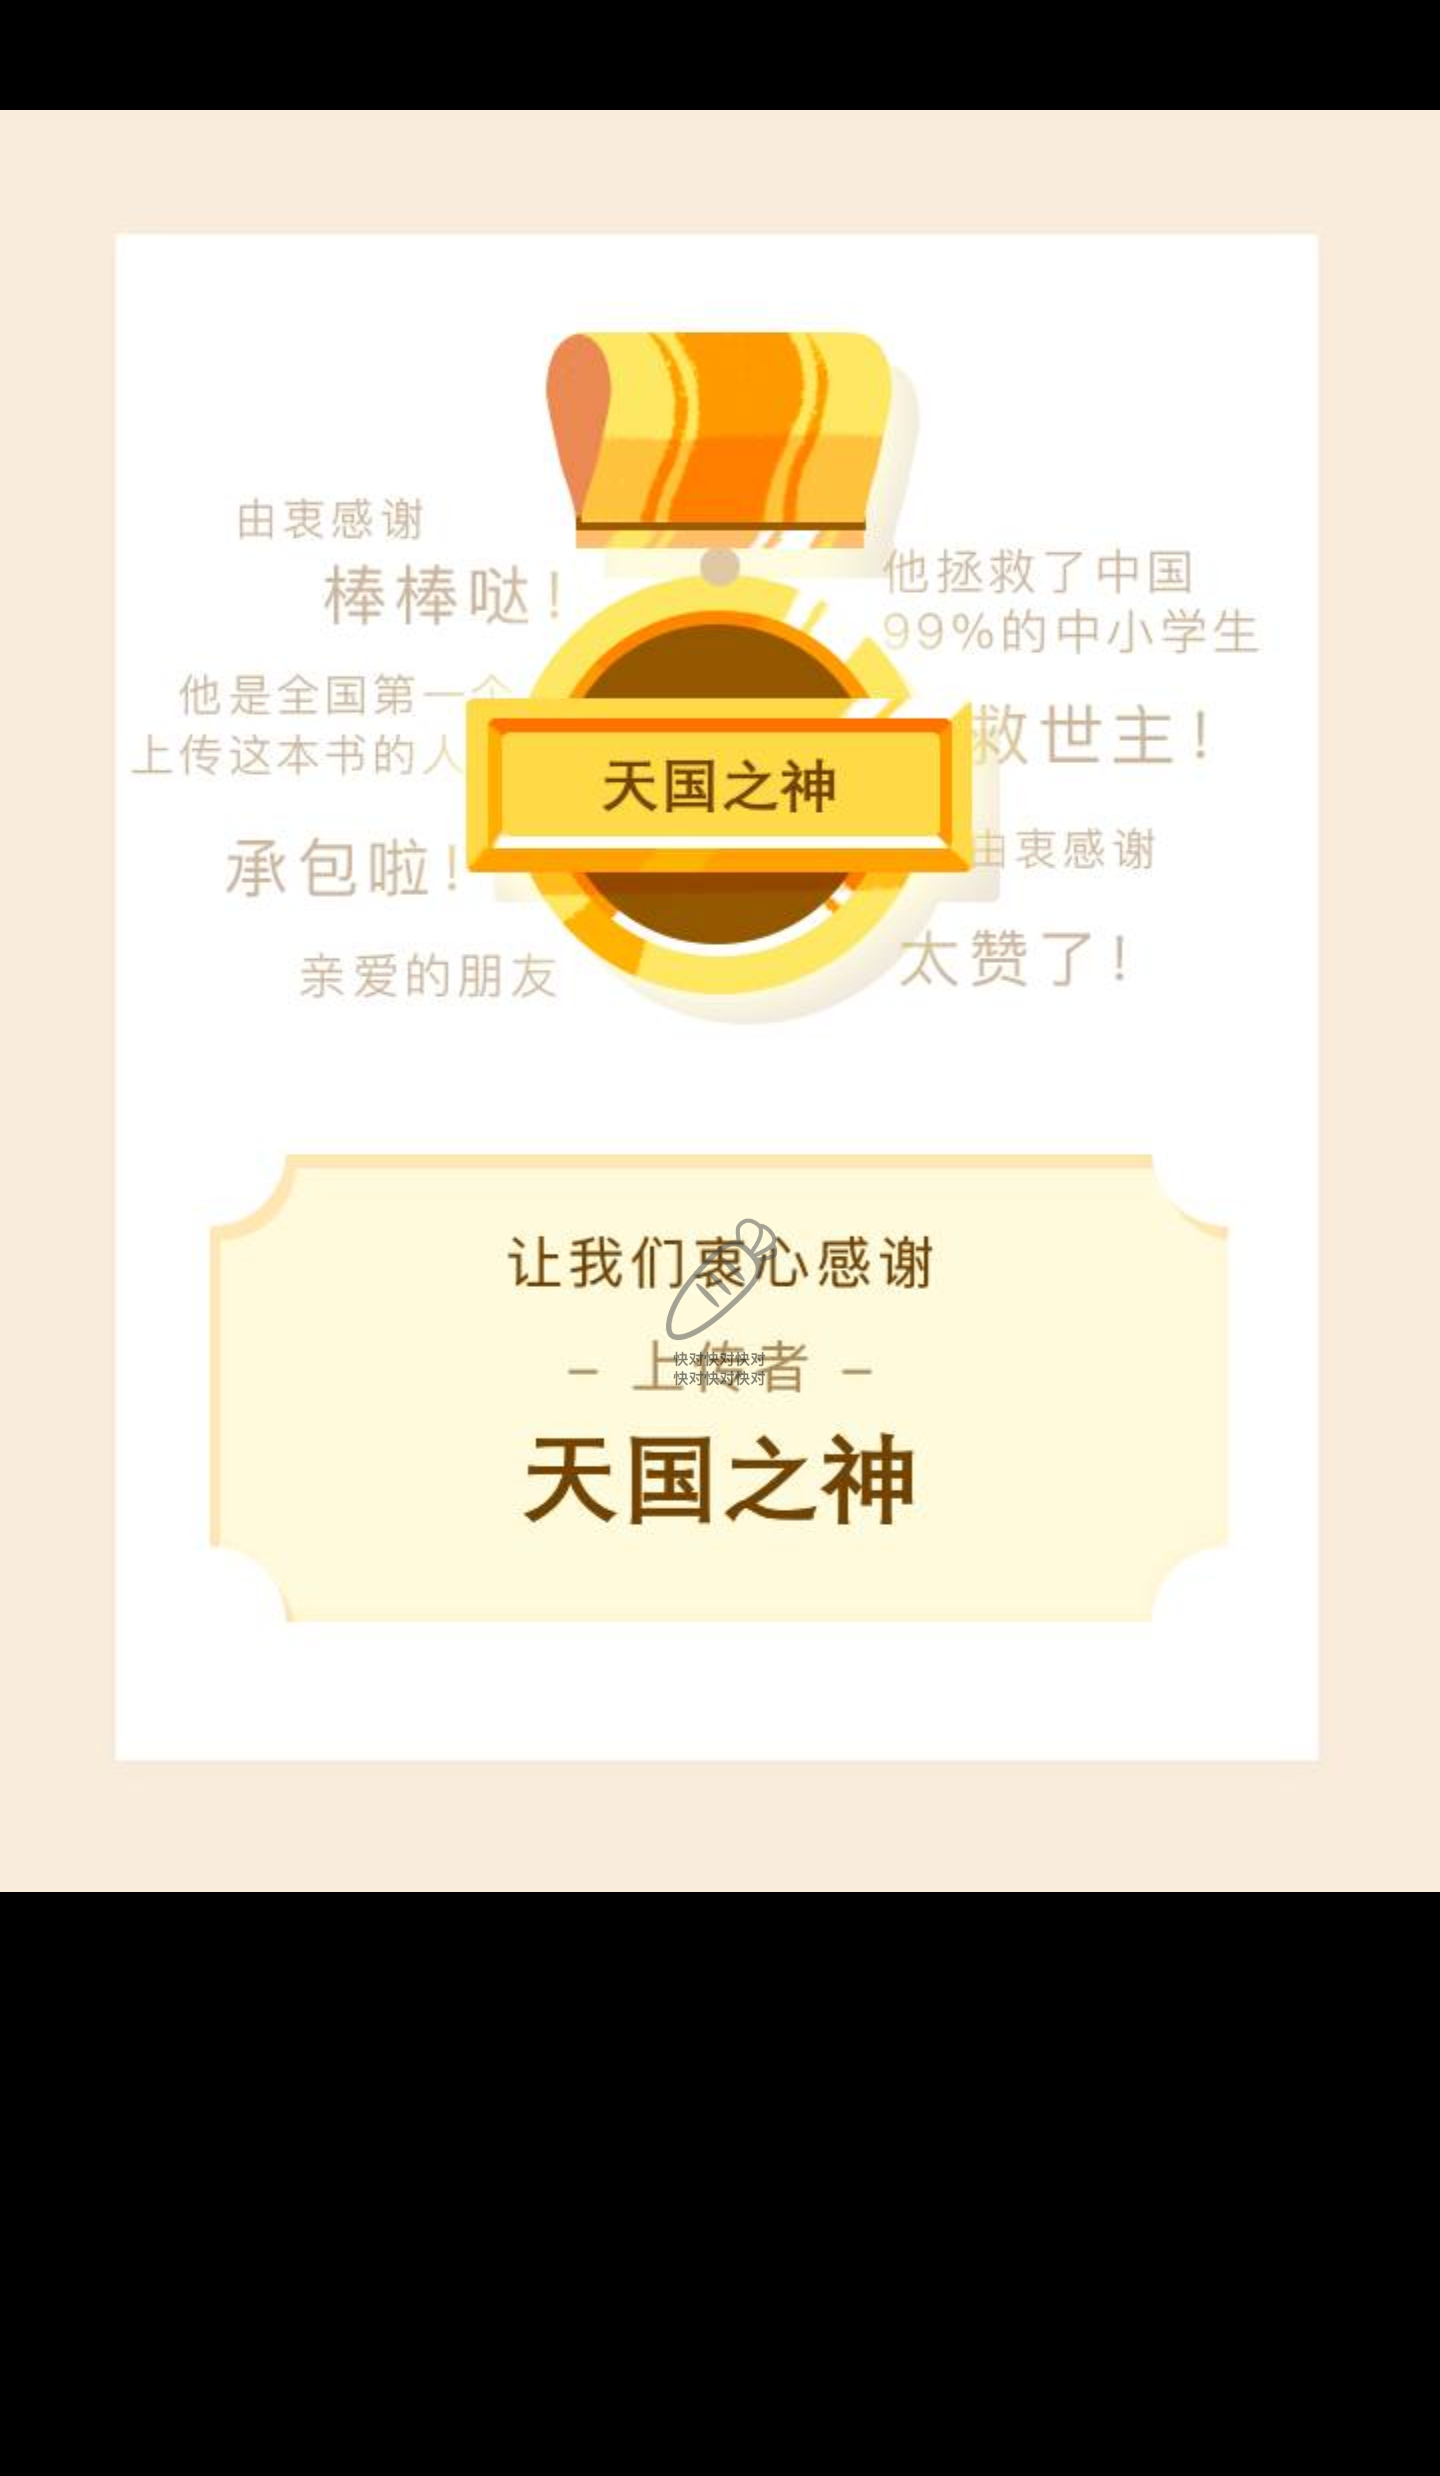 由衷感谢
棒棒哒！
他是全国第一个
上传这本书的人
承包啦！
亲爱的朋友
他拯救了中国
99%的中小学生
救世主！
由衷感谢
太赞了！
天国之神
让我们衷心感谢
– 上传者 –
快对快对快对
快对快对快对
天国之神